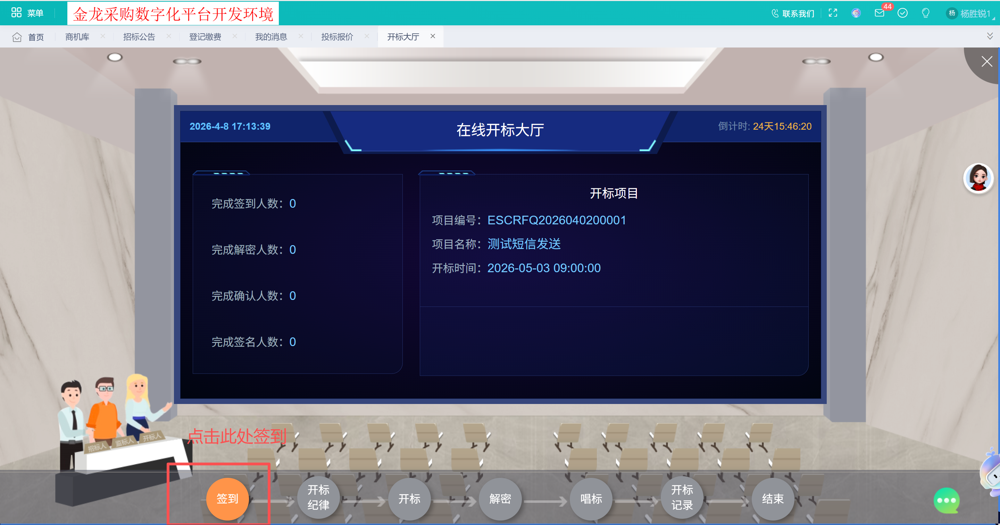 菜单
金龙采购数字化平台开发环境
联系我们
44
杨
杨胜锐1
首页
商机库
招标公告
登记缴费
我的消息
投标报价
开标大厅
2026-4-8 17:13:39
在线开标大厅
倒计时: 24天15:46:20
完成签到人数：0
完成解密人数：0
完成确认人数：0
完成签名人数：0
开标项目
项目编号：ESCRFQ2026040200001
项目名称：测试短信发送
开标时间：2026-05-03 09:00:00
招标人
监标人
开标人
点击此处签到
签到
开标
纪律
开标
解密
唱标
开标
记录
结束